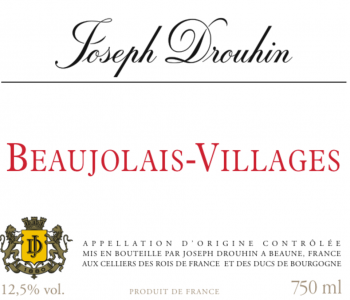 Joseph Drouhin
BEAUJOLAIS-VILLAGES
APPELLATION D'ORIGINE CONTRÔLÉE
MIS EN BOUTEILLE PAR JOSEPH DROUHIN A BEAUNE, FRANCE
AUX CELLIERS DES ROIS DE FRANCE ET DES DUCS DE BOURGOGNE
12,5% vol.
PRODUIT DE FRANCE
750 ml